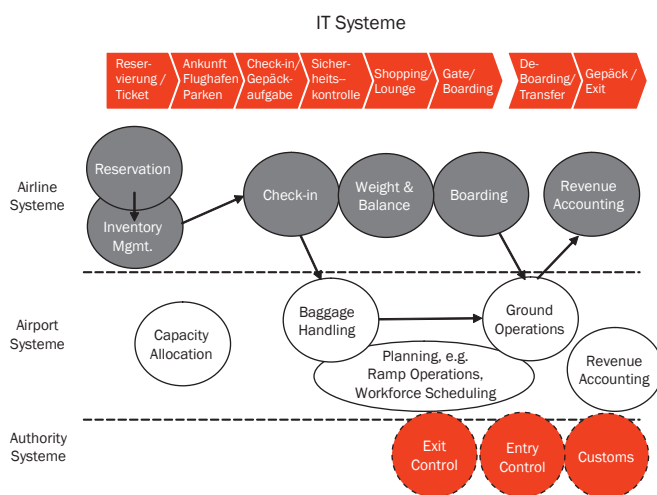 IT Systeme
Reser-
vierung /
Ticket
Ankunft
Flughafen
Parken
Check-in/
Gepäck-
aufgabe
Sicher-
heits--
kontrolle
Shopping/
Lounge
Gate/
Boarding
De-
Boarding/
Transfer
Gepäck /
Exit
Airline
Systeme
Reservation
Inventory
Mgmt.
Check-in
Weight &
Balance
Boarding
Revenue
Accounting
Airport
Systeme
Capacity
Allocation
Baggage
Handling
Ground
Operations
Planning, e.g.
Ramp Operations,
Workforce Scheduling
Revenue
Accounting
Authority
Systeme
Exit
Control
Entry
Control
Customs